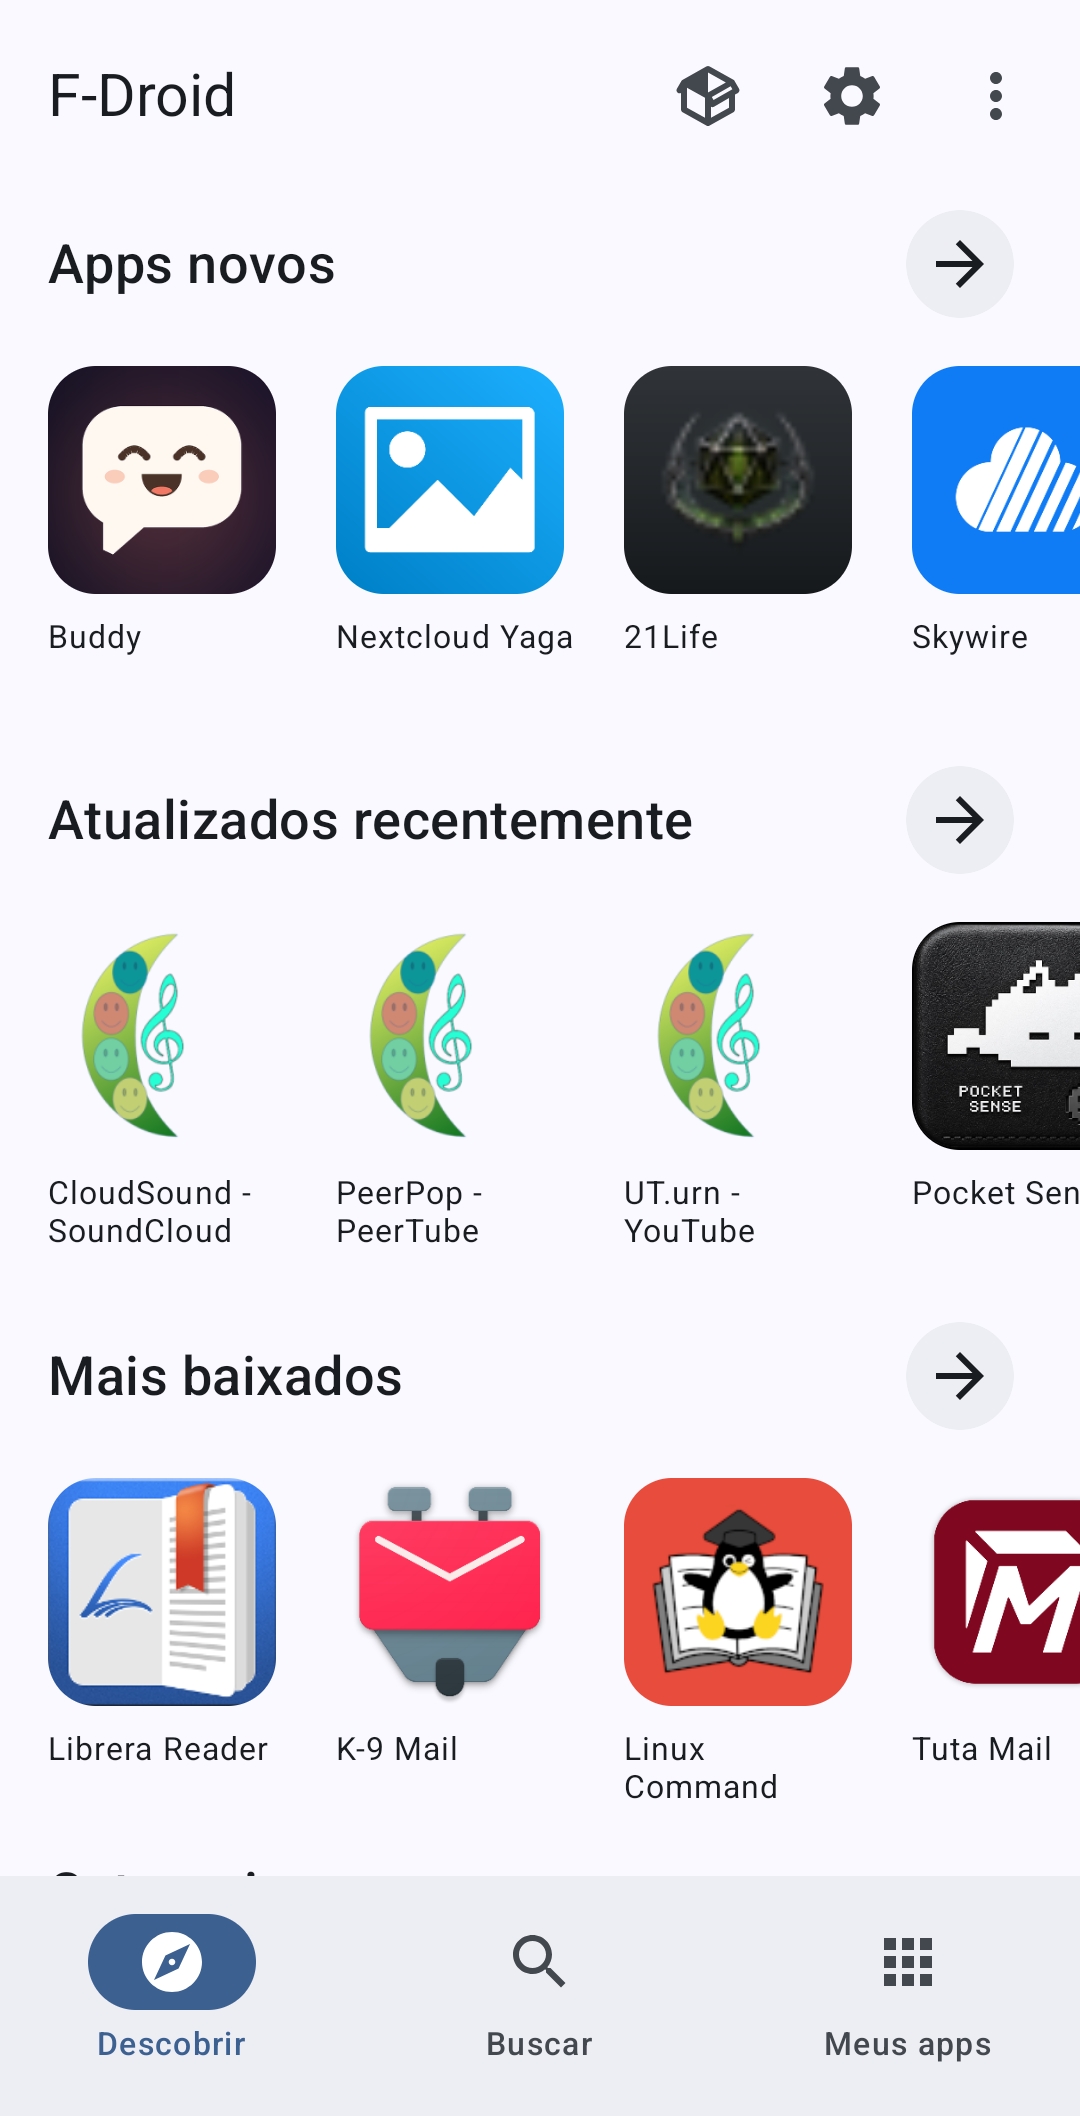 F-Droid
Apps novos
Buddy
Nextcloud Yaga
21Life
Skywire
Atualizados recentemente
POCKET
SENSE
CloudSound -
SoundCloud
PeerPop -
PeerTube
UT.urn -
YouTube
Pocket Sen
Mais baixados
M
Librera Reader
K-9 Mail
Linux
Command
Tuta Mail
Descobrir
Buscar
Meus apps